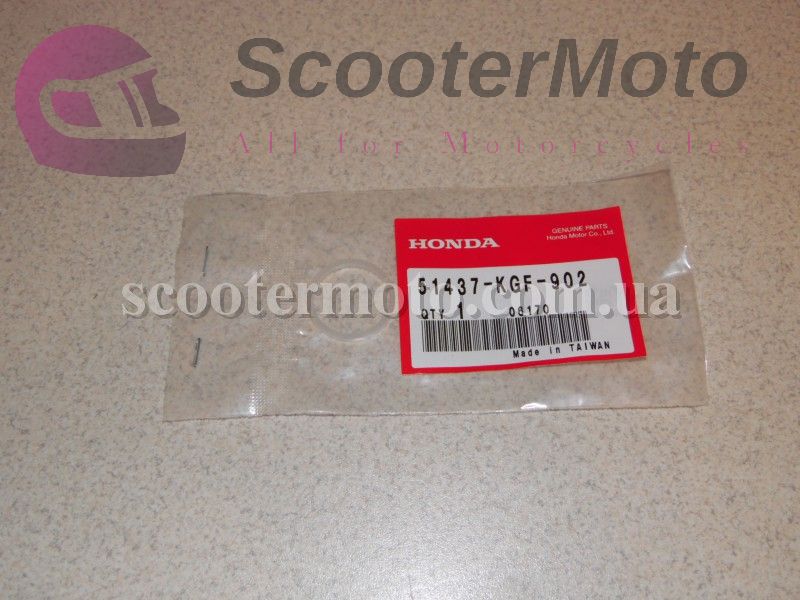 ScooterMoto
All for Motorcycles
HONDA
GENUINE PARTS
Honda Motor Co., Ltd.
51437-KGF-902
scootermoto.com.ua
QTY 1 08170
Made in TAIWAN